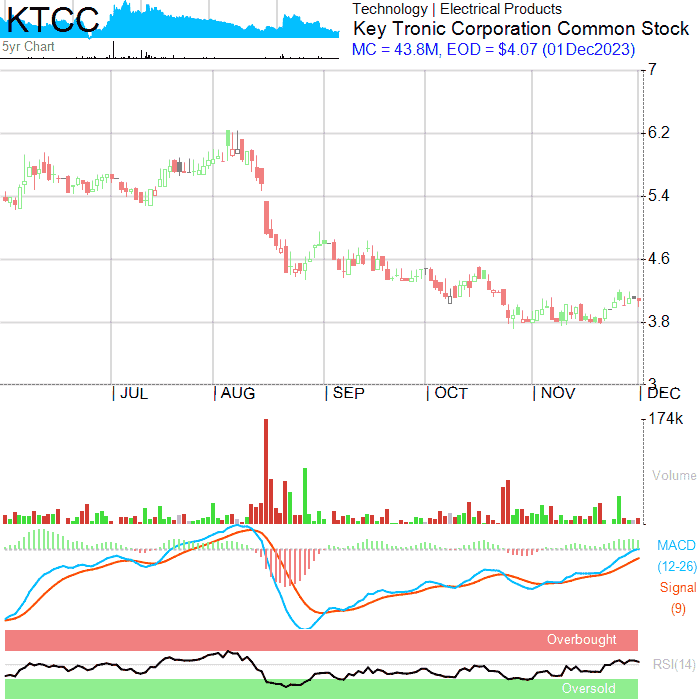 KTCC
Technology | Electrical Products
Key Tronic Corporation Common Stock
5yr Chart
MC = 43.8M, EOD = $4.07 (01Dec2023)
7
6.2
5.4
4.6
3.8
3
| JUL | AUG | SEP | OCT | NOV | DEC
174k
Volume
MACD
(12-26)
Signal
(9)
Overbought
RSI(14)
Oversold